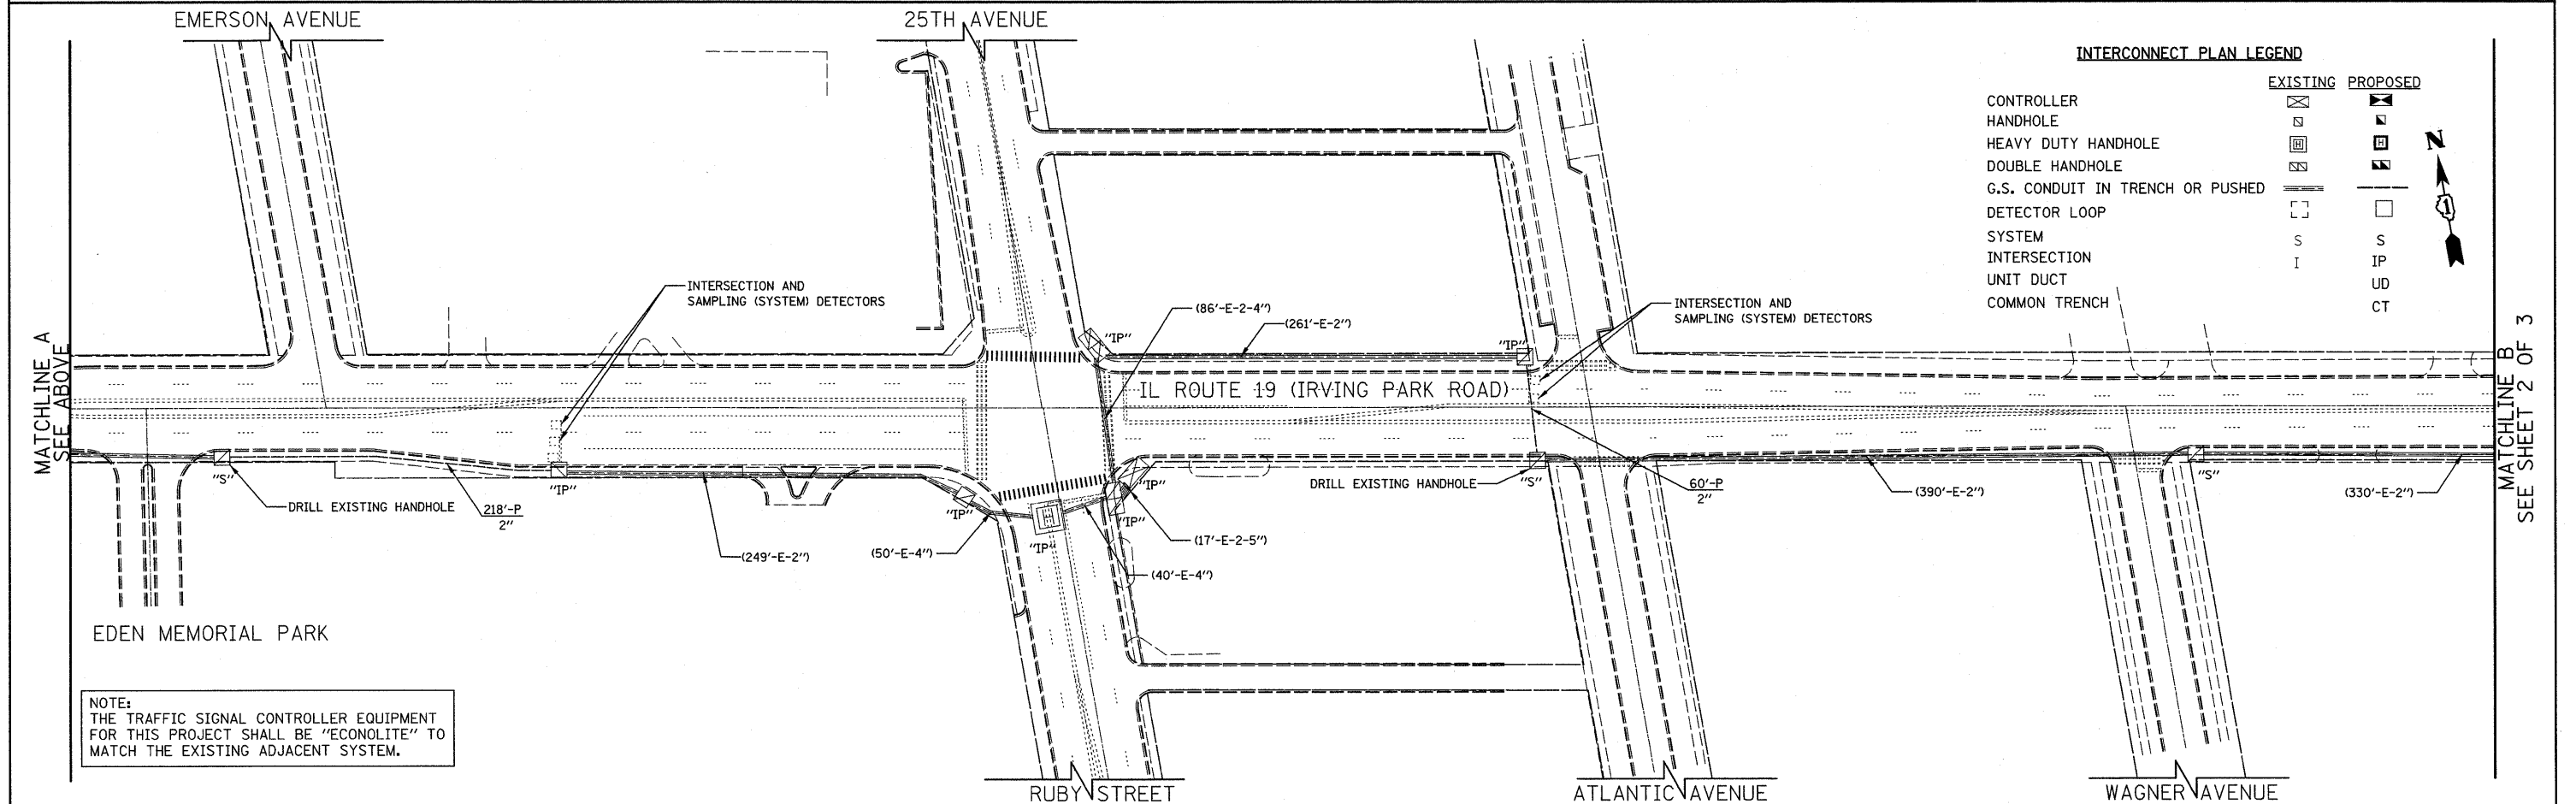 EMERSON AVENUE
25TH AVENUE
INTERCONNECT PLAN LEGEND
EXISTING PROPOSED
CONTROLLER
HANDHOLE
HEAVY DUTY HANDHOLE H H
DOUBLE HANDHOLE
G.S. CONDUIT IN TRENCH OR PUSHED
DETECTOR LOOP
SYSTEM S S
INTERSECTION I IP
UNIT DUCT UD
COMMON TRENCH CT
N
1
INTERSECTION AND
SAMPLING (SYSTEM) DETECTORS
(86'-E-2-4")
(261'-E-2")
INTERSECTION AND
SAMPLING (SYSTEM) DETECTORS
"IP"
"IP"
MATCHLINE A
SEE ABOVE
IL ROUTE 19 (IRVING PARK ROAD)
MATCHLINE B
SEE SHEET 2 OF 3
"S"
DRILL EXISTING HANDHOLE
218'-P
2"
"IP"
(249'-E-2")
"IP"
(50'-E-4")
H
"IP"
"IP"
"IP"
(17'-E-2-5")
(40'-E-4")
DRILL EXISTING HANDHOLE
"S"
60'-P
2"
(390'-E-2")
"S"
(330'-E-2")
EDEN MEMORIAL PARK
NOTE:
THE TRAFFIC SIGNAL CONTROLLER EQUIPMENT
FOR THIS PROJECT SHALL BE "ECONOLITE" TO
MATCH THE EXISTING ADJACENT SYSTEM.
RUBY STREET
ATLANTIC AVENUE
WAGNER AVENUE